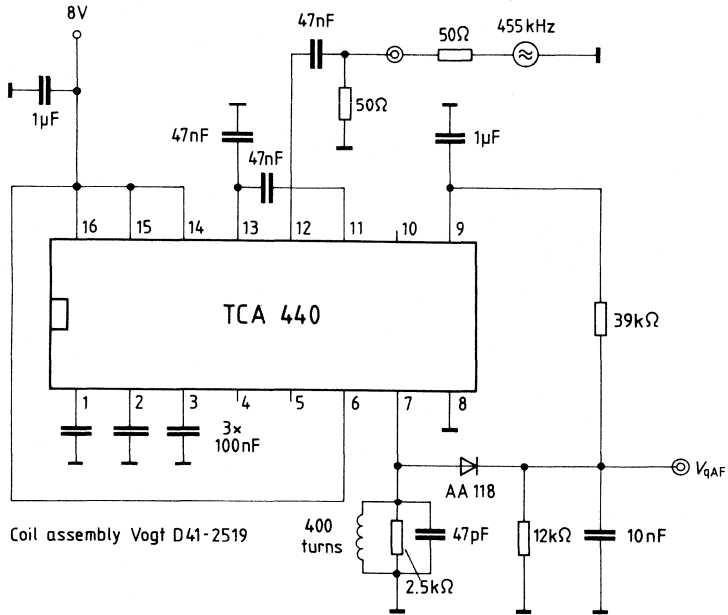 8V
47nF
50Ω
455kHz
≈
1µF
50Ω
47nF
47nF
1µF
16 15 14 13 12 11 10 9
TCA 440
39kΩ
1 2 3 4 5 6 7 8
3×
100nF
AA 118
VqAF
Coil assembly Vogt D41-2519
400
turns
47pF
2.5kΩ
12kΩ
10nF